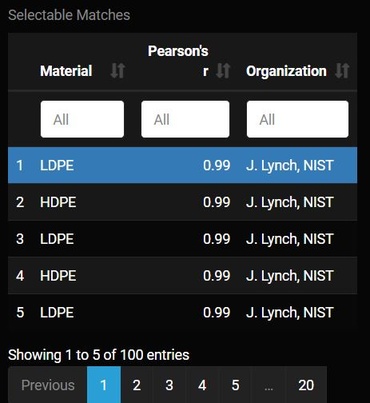 Selectable Matches
Pearson's
Material r Organization
All All All
1 LDPE 0.99 J. Lynch, NIST
2 HDPE 0.99 J. Lynch, NIST
3 LDPE 0.99 J. Lynch, NIST
4 HDPE 0.99 J. Lynch, NIST
5 LDPE 0.99 J. Lynch, NIST
Showing 1 to 5 of 100 entries
Previous 1 2 3 4 5 ... 20